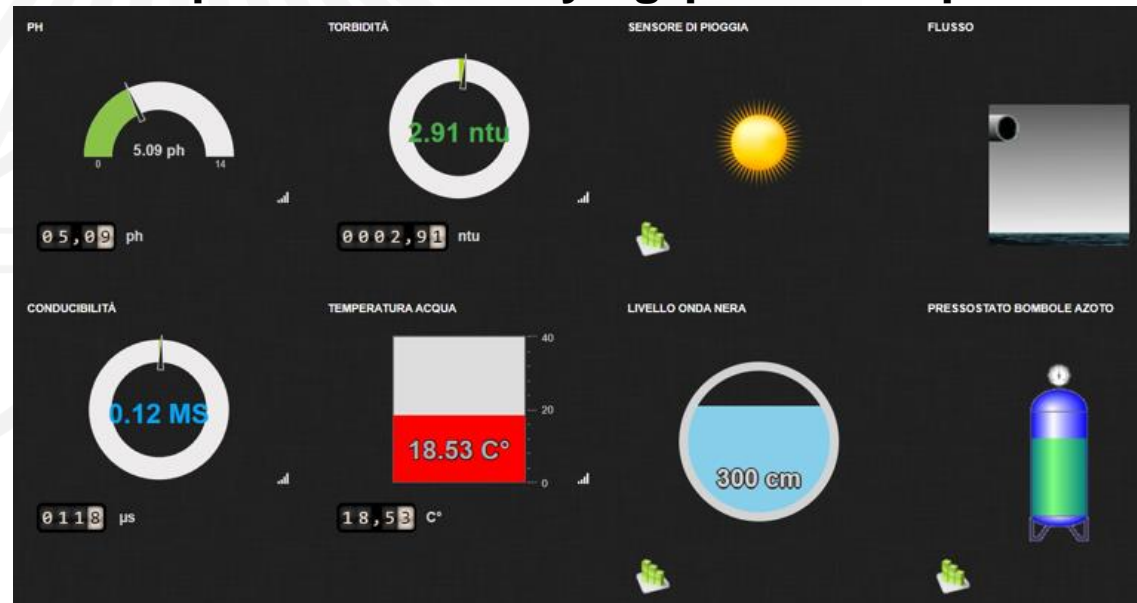 PH
TORBIDITÀ
SENSORE DI PIOGGIA
FLUSSO
5.09 ph
0
14
2.91 ntu
05,09 ph
0002,91 ntu
CONDUCIBILITÀ
TEMPERATURA ACQUA
LIVELLO ONDA NERA
PRESSOSTATO BOMBOLE AZOTO
0.12 MS
40
20
0
18.53 C°
300 cm
0118 µs
18,53 C°